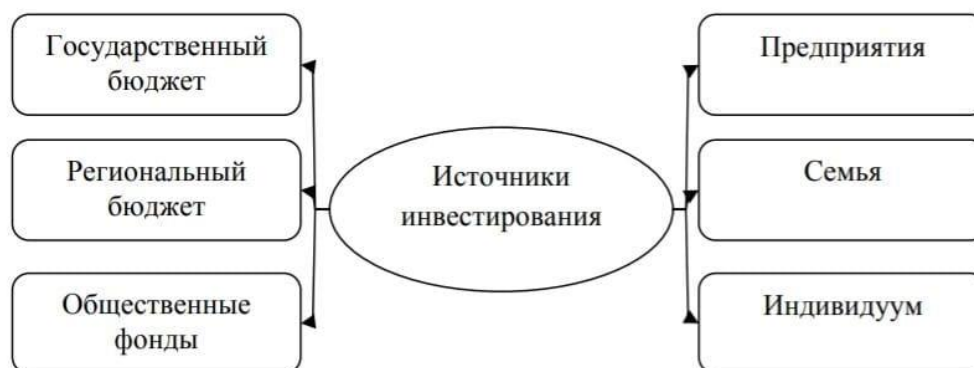 Государственный
бюджет
Региональный
бюджет
Общественные
фонды
Источники
инвестирования
Предприятия
Семья
Индивидуум